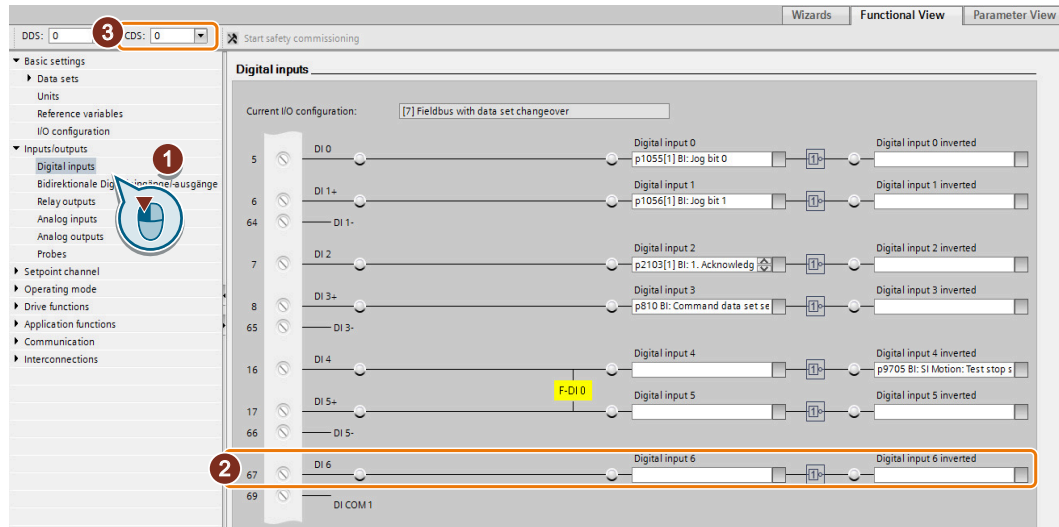 Wizards Functional View Parameter View
DDS: 0 3 CDS: 0 Start safety commissioning
Basic settings
Data sets
Units
Reference variables
I/O configuration
Inputs/outputs
Digital inputs
1
Relay outputs
Analog inputs
Analog outputs
Probes
Setpoint channel
Operating mode
Drive functions
Application functions
Communication
Interconnections
Digital inputs
Current I/O configuration: [7] Fieldbus with data set changeover
Digital input 0 Digital input 0 inverted
5 DI 0 p1055[1] BI: Jog bit 0 1
Digital input 1 Digital input 1 inverted
6 DI 1+ p1056[1] BI: Jog bit 1 1
64 DI 1-
Digital input 2 Digital input 2 inverted
7 DI 2 p2103[1] BI: 1. Acknowledg 1
Digital input 3 Digital input 3 inverted
8 DI 3+ p810 BI: Command data set se 1
65 DI 3-
Digital input 4 Digital input 4 inverted
16 DI 4 1 p9705 BI: SI Motion: Test stop s
F-DI 0
Digital input 5 Digital input 5 inverted
17 DI 5+ 1
66 DI 5-
Digital input 6 Digital input 6 inverted
2 67 DI 6 1
69 DI COM 1